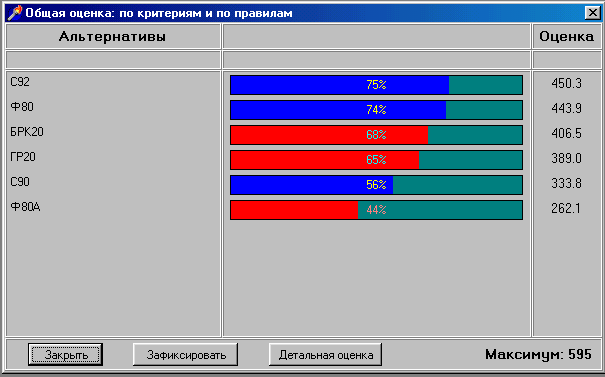 Общая оценка: по критериям и по правилам
Альтернативы Оценка
С92 75% 450.3
Ф80 74% 443.9
БРК20 68% 406.5
ГР20 65% 389.0
С90 56% 333.8
Ф80А 44% 262.1
Закрыть Зафиксировать Детальная оценка Максимум: 595